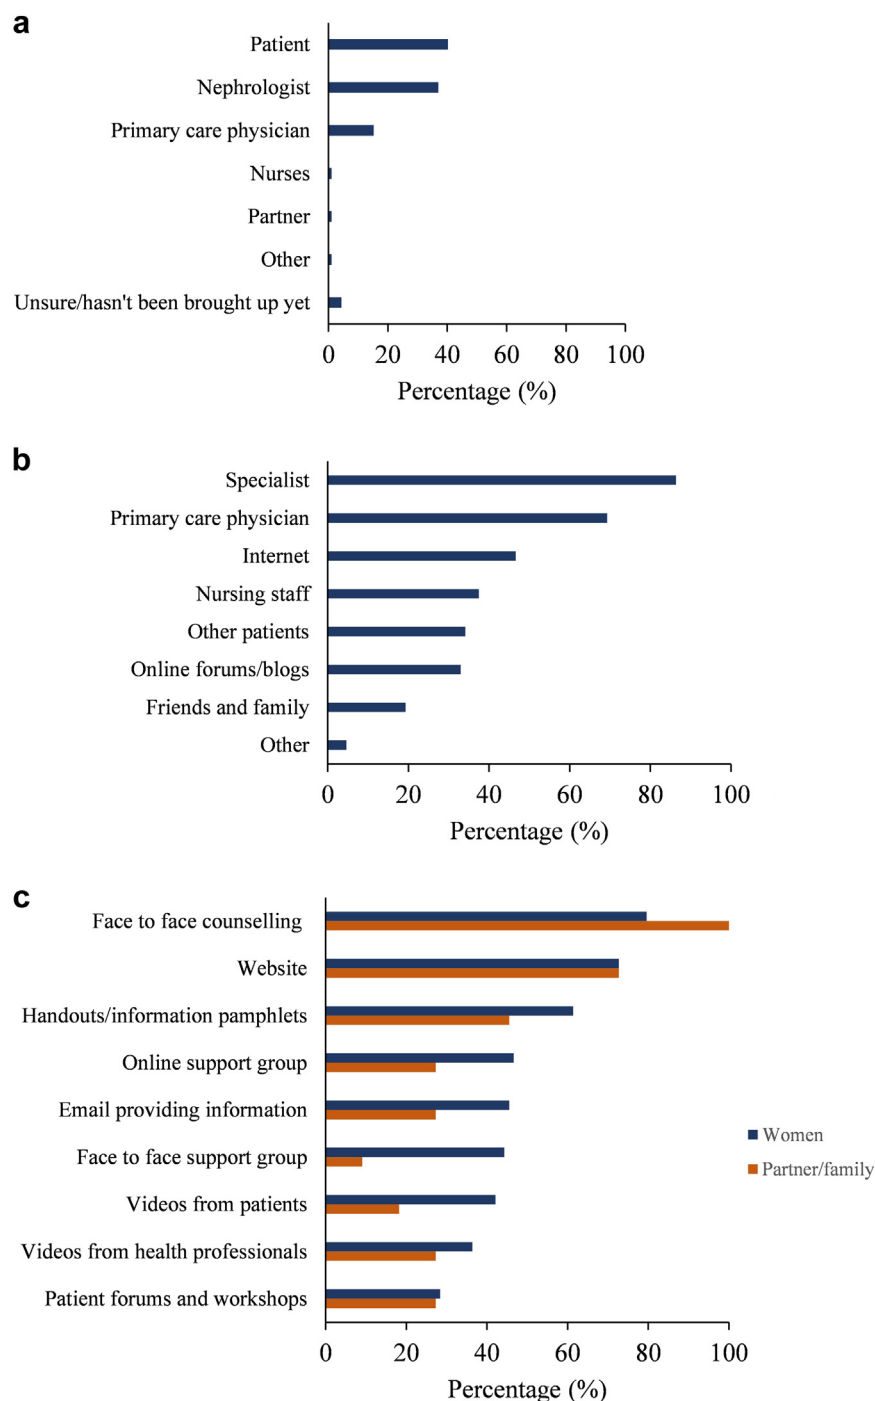 a
Patient
Nephrologist
Primary care physician
Nurses
Partner
Other
Unsure/hasn't been brought up yet
0 20 40 60 80 100
Percentage (%)
b
Specialist
Primary care physician
Internet
Nursing staff
Other patients
Online forums/blogs
Friends and family
Other
0 20 40 60 80 100
Percentage (%)
c
Face to face counselling
Website
Handouts/information pamphlets
Online support group
Email providing information
Face to face support group
Videos from patients
Videos from health professionals
Patient forums and workshops
Women
Partner/family
0 20 40 60 80 100
Percentage (%)